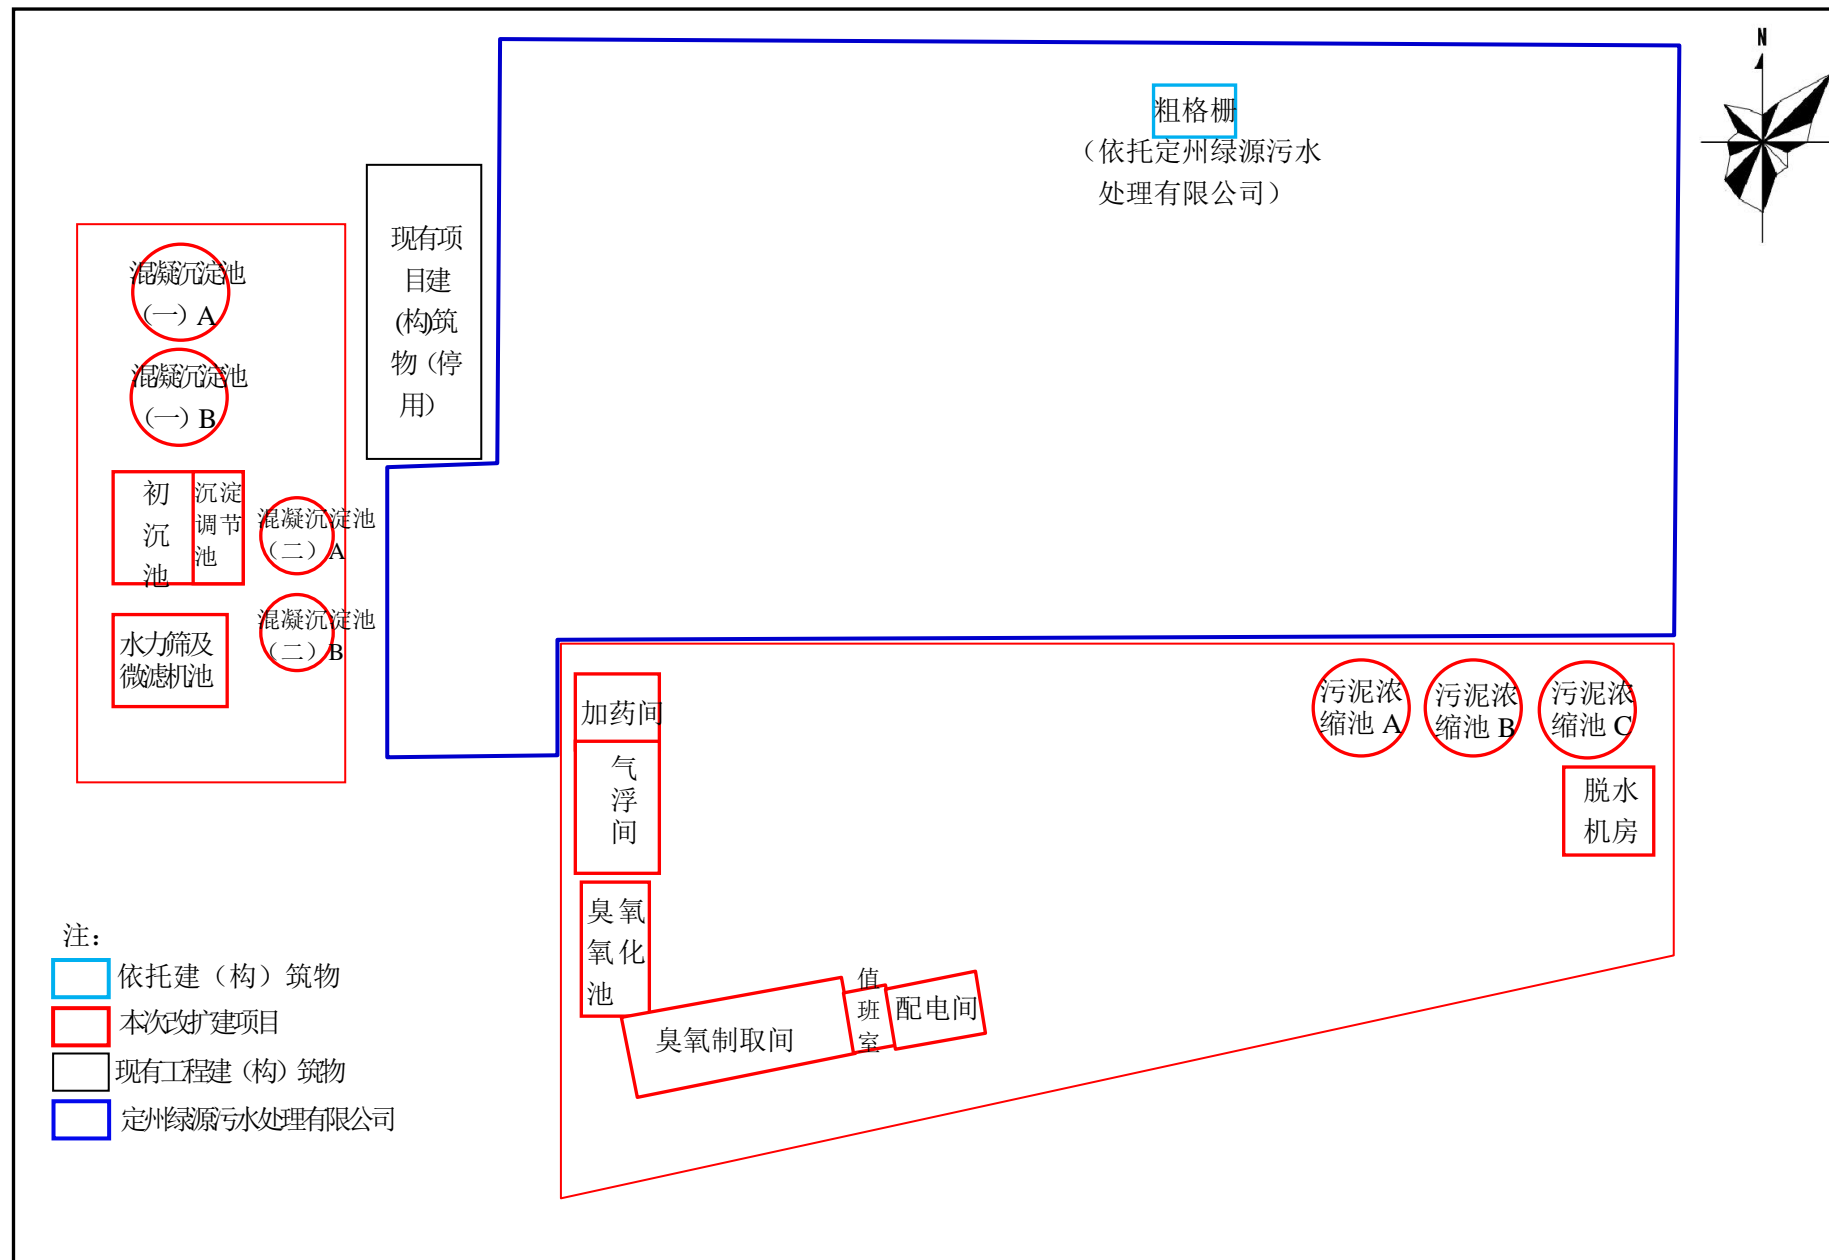 N
粗格栅
（依托定州绿源污水
处理有限公司）
现有项
目建
(构)筑
物（停
用）
混凝沉淀池
（一）A
混凝沉淀池
（一）B
初
沉
池
沉淀
调节
池
混凝沉淀池
（二）A
混凝沉淀池
（二）B
水力筛及
微滤机池
加药间
气
浮
间
臭氧
氧化
池
臭氧制取间
值
班
室
配电间
污泥浓
缩池 A
污泥浓
缩池 B
污泥浓
缩池 C
脱水
机房
注：
依托建（构）筑物
本次改扩建项目
现有工程建（构）筑物
定州绿源污水处理有限公司